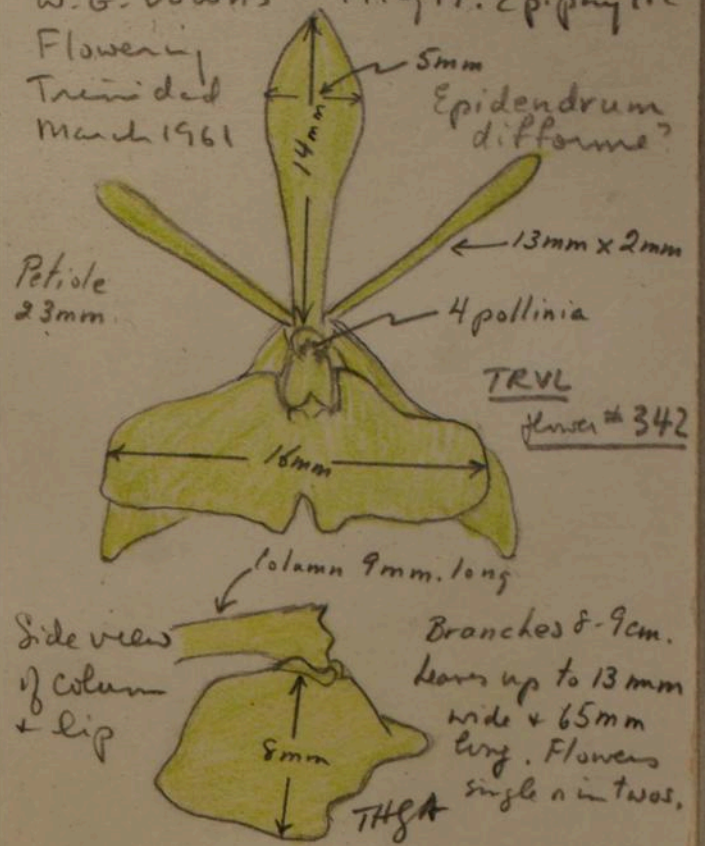 Flowering
Trinidad
March 1961
5mm
14mm
Epidendrum
difforme?
13mm x 2mm
Petiole
23mm.
4 pollinia
TRVL
flower # 342
16mm
Column 9mm. long
Side view
of column
+ lip
8mm
Branches 8-9cm.
Leaves up to 13 mm
wide + 65mm
long. Flowers
single or in twos.
THGA